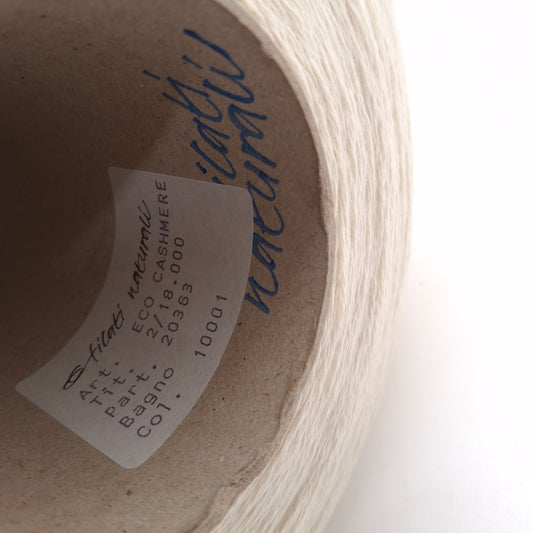 filati
naturali
filati naturali
Art. ECO CASHMERE
Tit. 2/18.000
Part. 20363
Bagno
Col. 10001